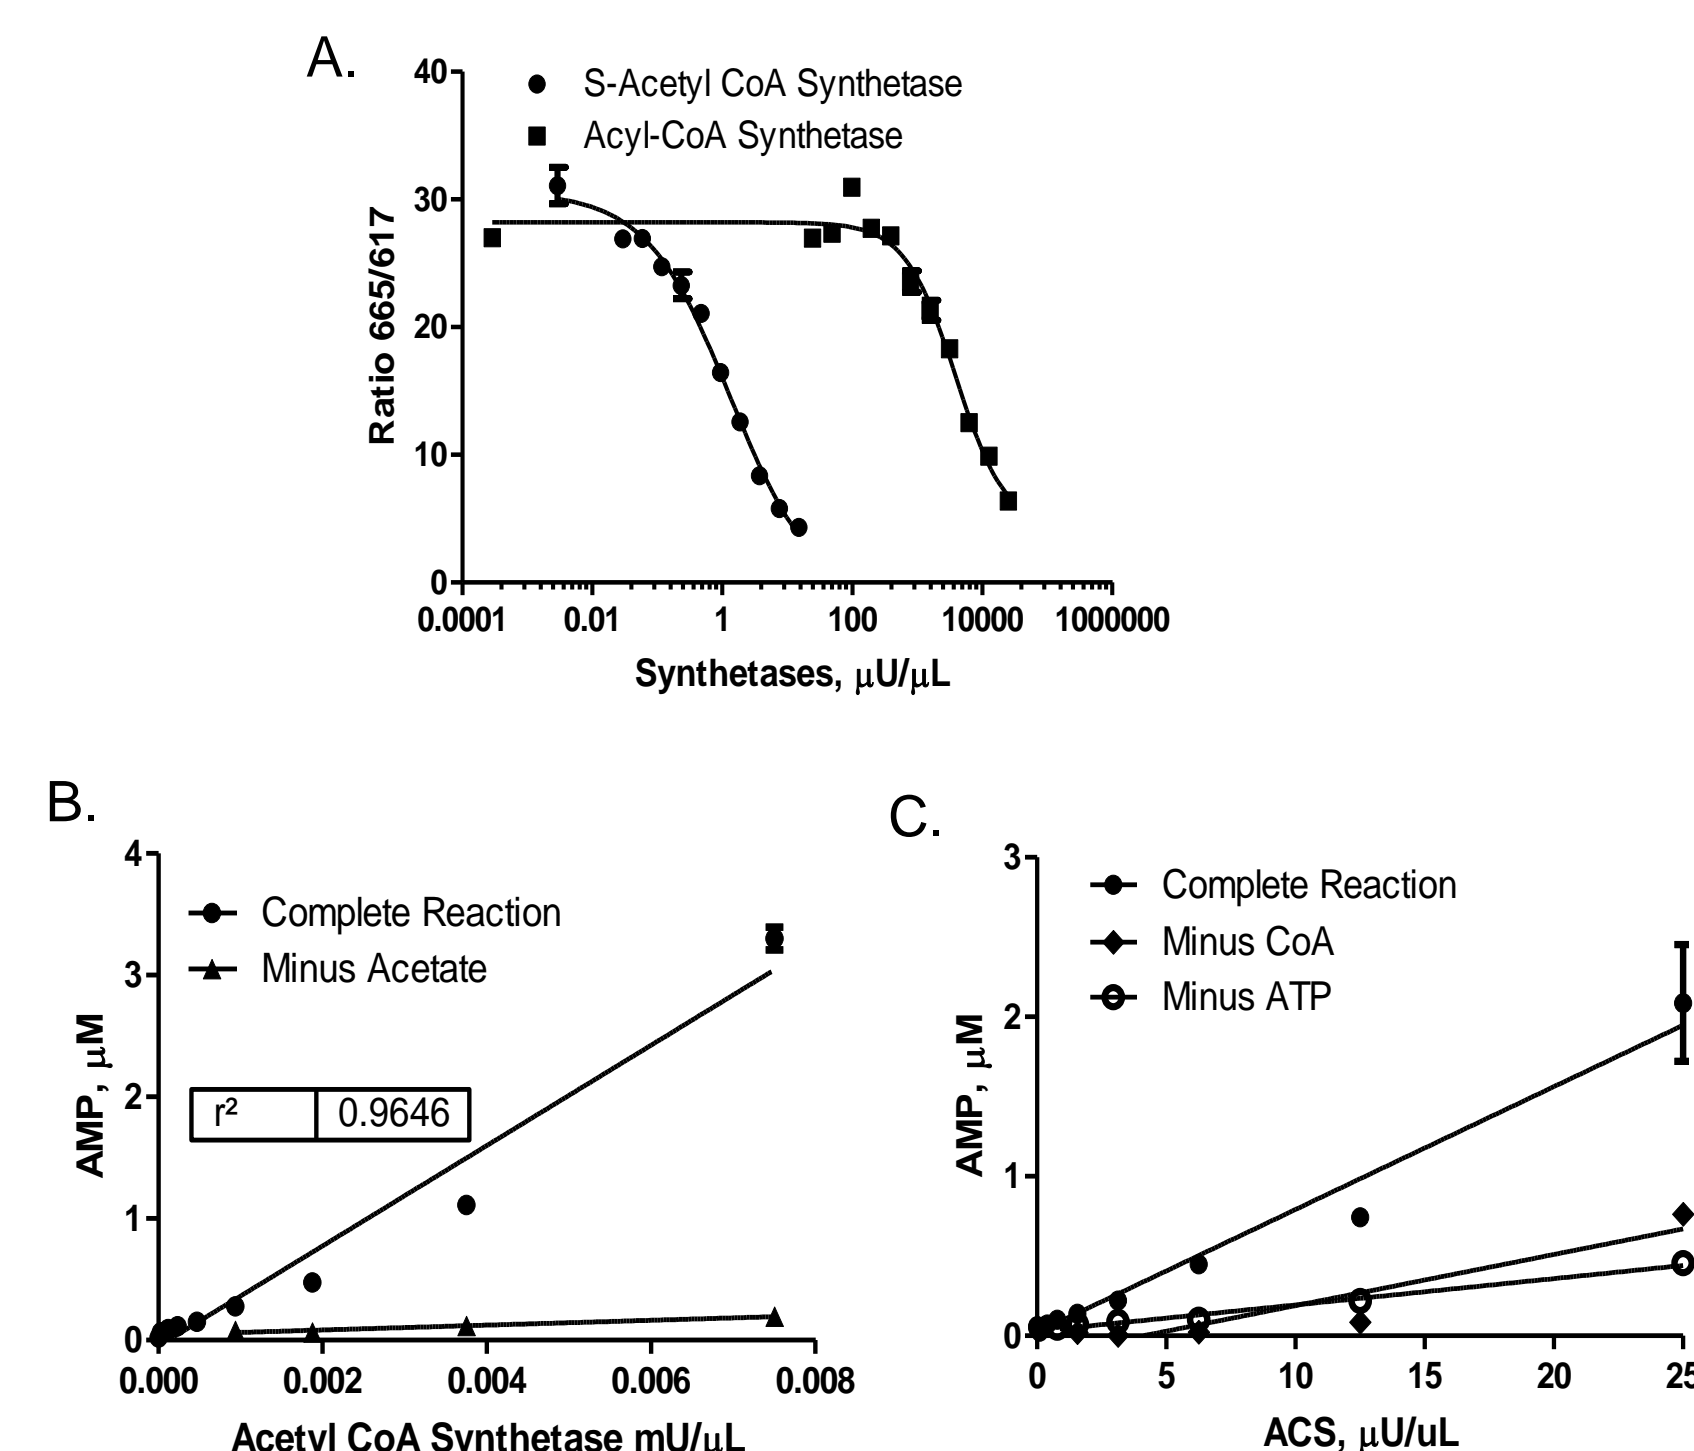 A.
40
S-Acetyl CoA Synthetase
Acyl-CoA Synthetase
30
20
10
0
Ratio 665/617
0.0001 0.01 1 100 10000 1000000
Synthetases, μU/μL
B.
4
Complete Reaction
Minus Acetate
3
2
r² 0.9646
1
0
AMP, μM
0.000 0.002 0.004 0.006 0.008
Acetyl CoA Synthetase mU/μL
C.
3
Complete Reaction
Minus CoA
Minus ATP
2
1
0
AMP, μM
0 5 10 15 20 25
ACS, μU/uL